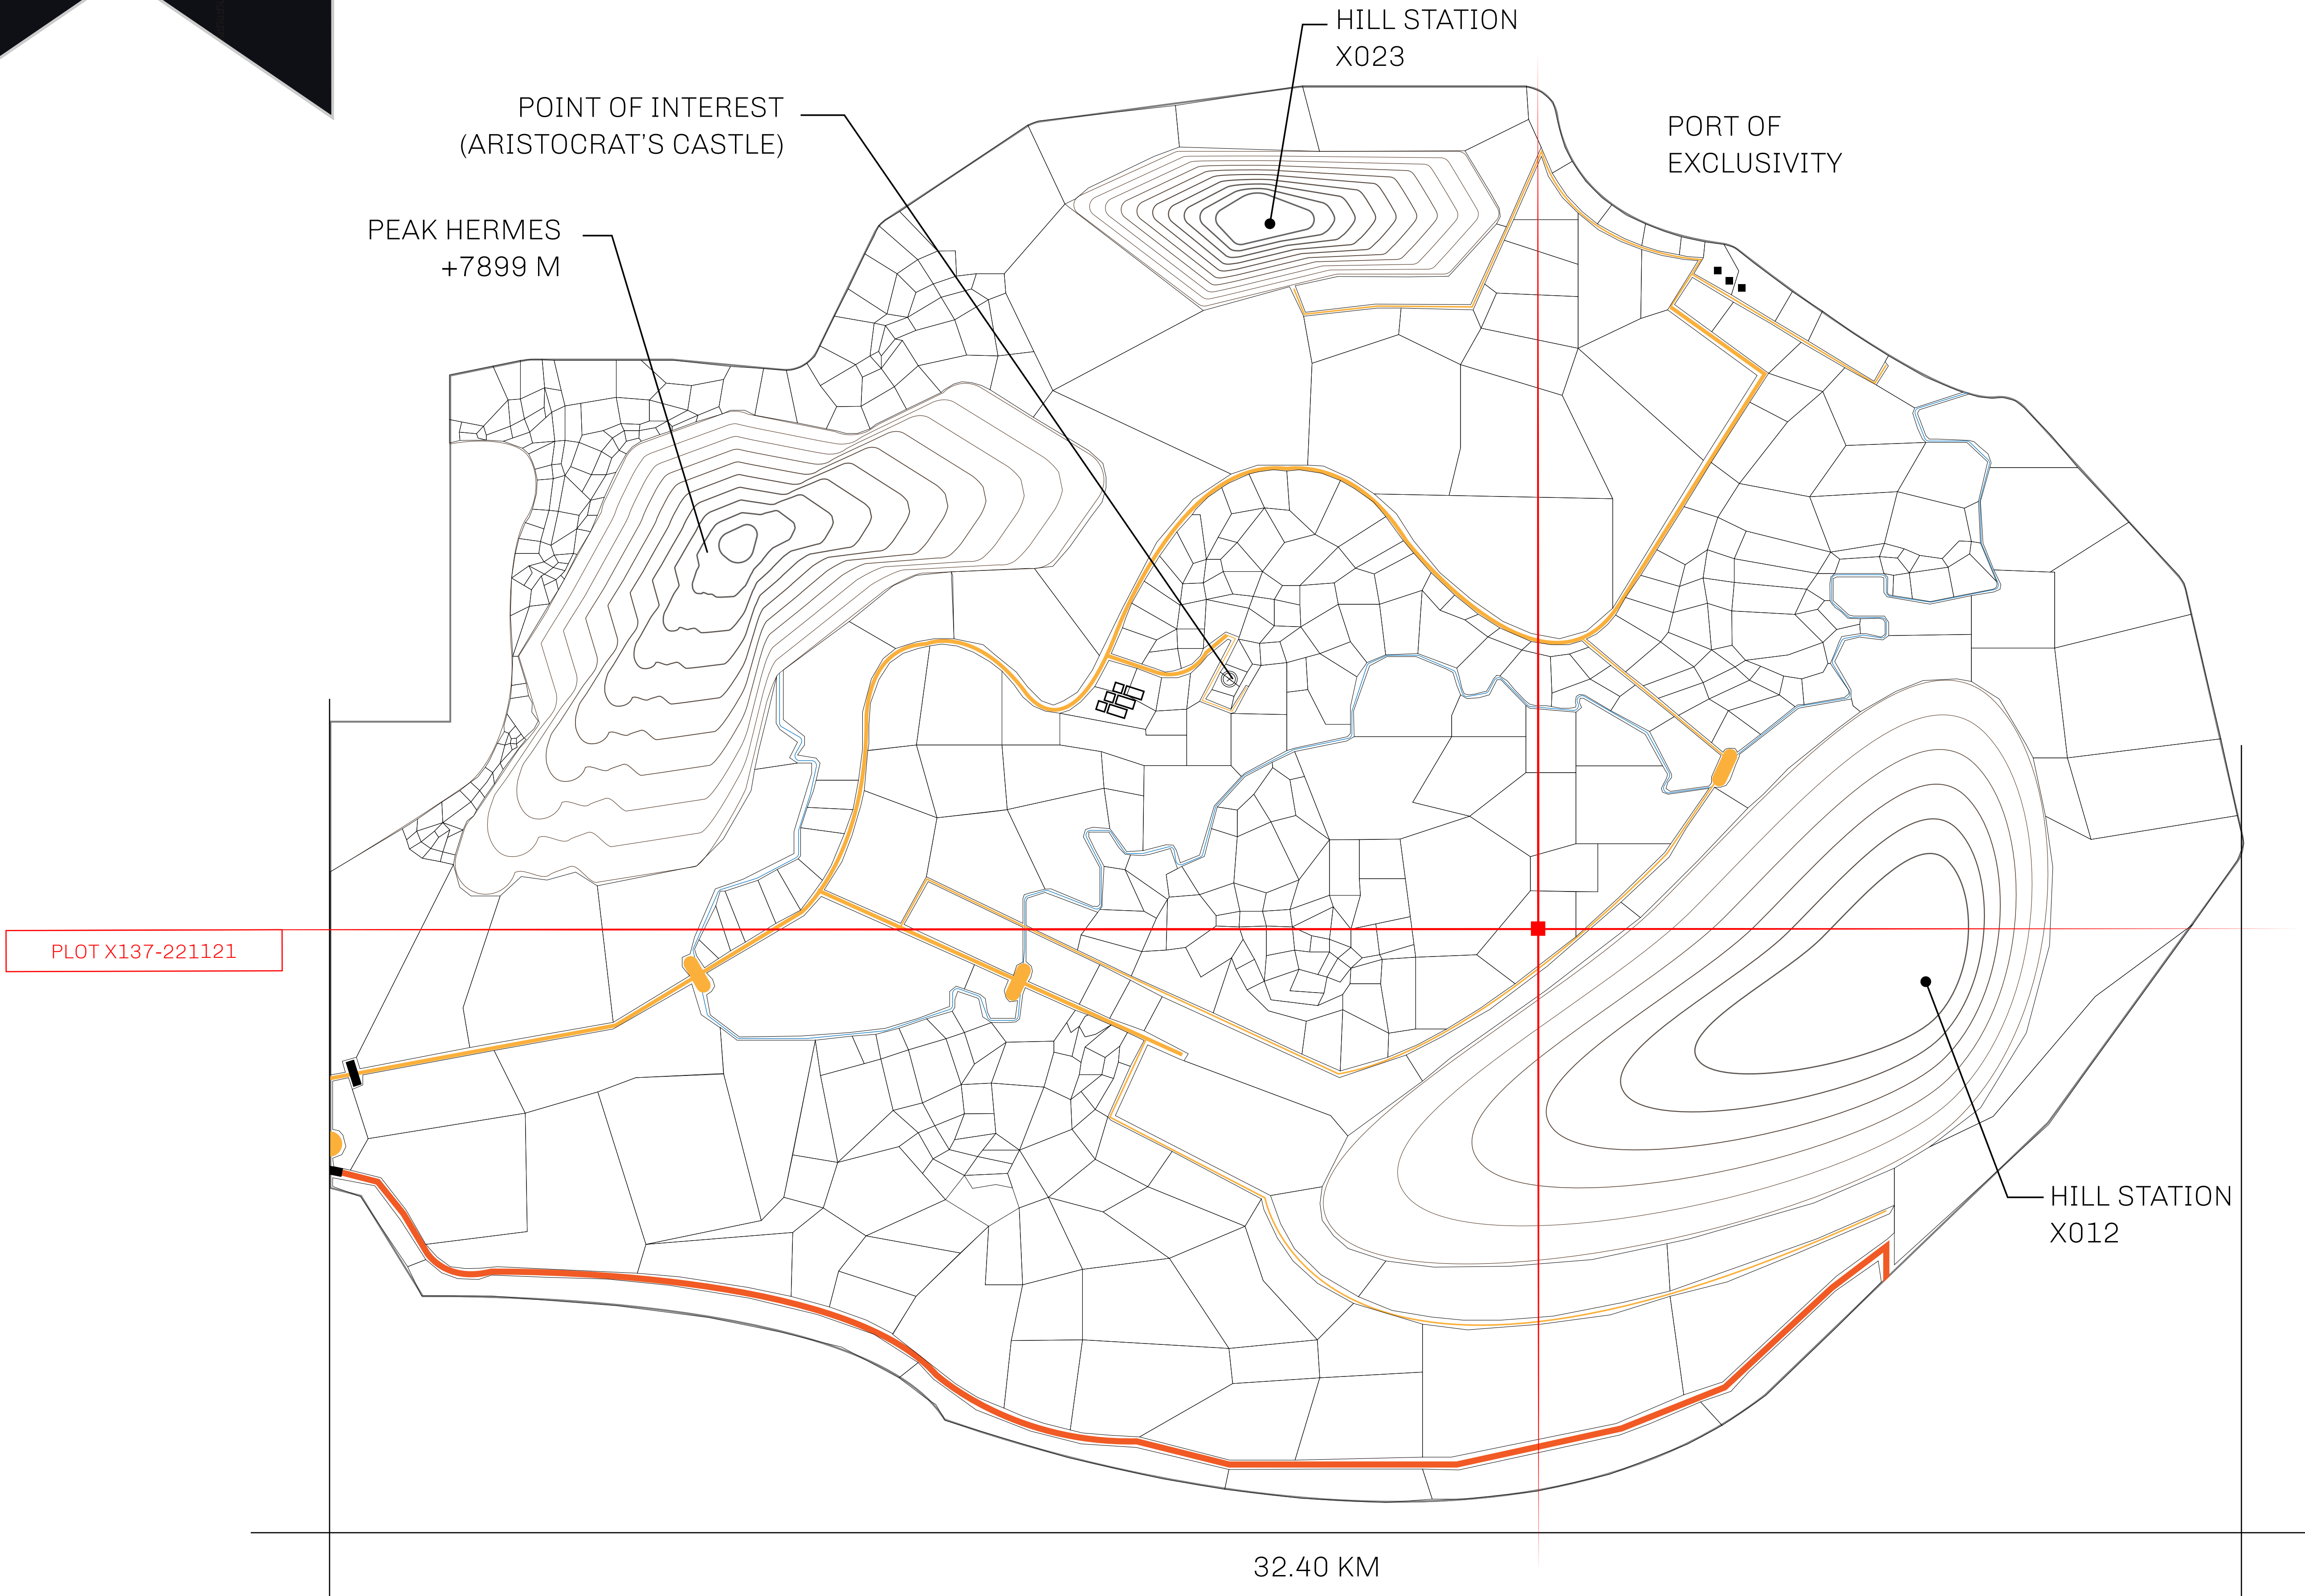 HILL STATION
X023
POINT OF INTEREST
(ARISTOCRAT'S CASTLE)
PORT OF
EXCLUSIVITY
PEAK HERMES
+7899 M
PLOT X137-221121
HILL STATION
X012
32.40 KM